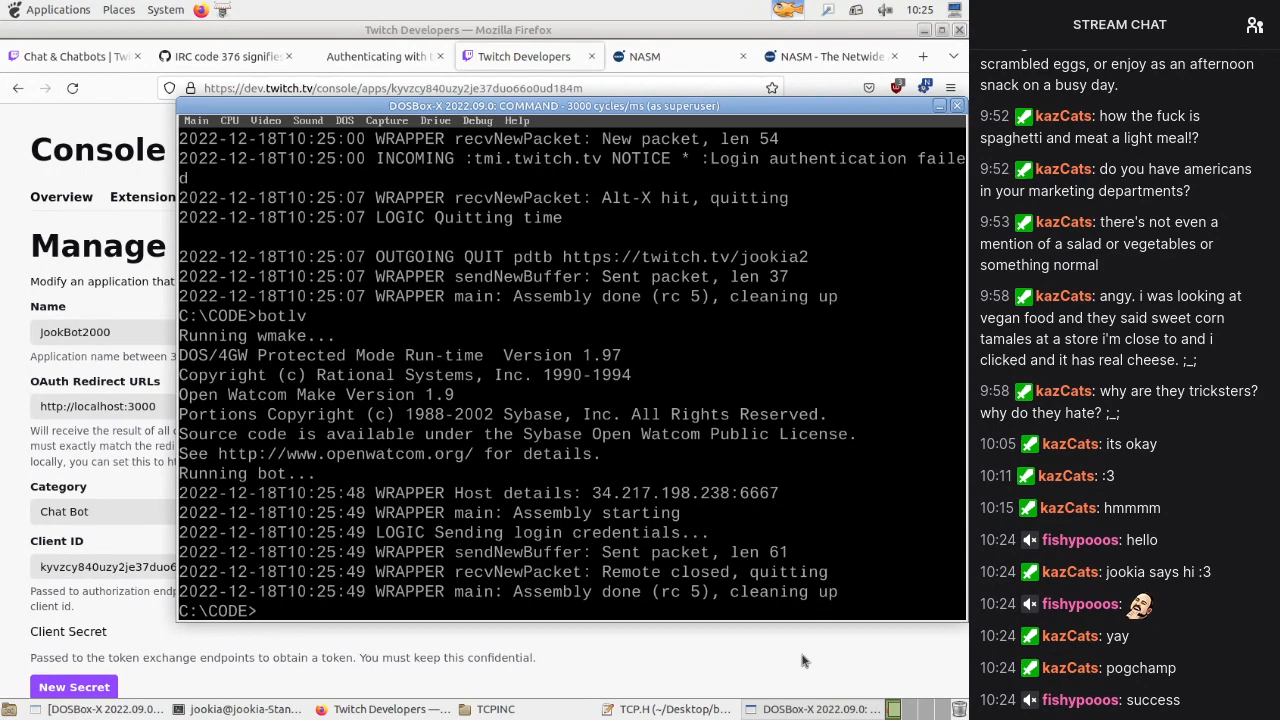 Applications Places System 10:25
Twitch Developers — Mozilla Firefox
Chat & Chatbots | Tw
IRC code 376 signifies
Authenticating with t
Twitch Developers
NASM
NASM - The Netwide
https://dev.twitch.tv/console/apps/kyvzcy840uzy2je37duo66o0ud184m
Console
Overview Extension
Manage
Modify an application that
Name
JookBot2000
Application name between 3
OAuth Redirect URLs
http://localhost:3000
Will receive the result of all c
must exactly match the redi
locally, you can set this to ht
Category
Chat Bot
Client ID
kyvzcy840uzy2je37duo6
Passed to authorization endp
client id.
Client Secret
Passed to the token exchange endpoints to obtain a token. You must keep this confidential.
New Secret
DOSBox-X 2022.09.0: COMMAND - 3000 cycles/ms (as superuser)
Main CPU Video Sound DOS Capture Drive Debug Help
2022-12-18T10:25:00 WRAPPER recvNewPacket: New packet, len 54
2022-12-18T10:25:00 INCOMING :tmi.twitch.tv NOTICE * :Login authentication faile
d
2022-12-18T10:25:07 WRAPPER recvNewPacket: Alt-X hit, quitting
2022-12-18T10:25:07 LOGIC Quitting time
2022-12-18T10:25:07 OUTGOING QUIT pdtb https://twitch.tv/jookia2
2022-12-18T10:25:07 WRAPPER sendNewBuffer: Sent packet, len 37
2022-12-18T10:25:07 WRAPPER main: Assembly done (rc 5), cleaning up
C:\CODE>botlv
Running wmake...
DOS/4GW Protected Mode Run-time Version 1.97
Copyright (c) Rational Systems, Inc. 1990-1994
Open Watcom Make Version 1.9
Portions Copyright (c) 1988-2002 Sybase, Inc. All Rights Reserved.
Source code is available under the Sybase Open Watcom Public License.
See http://www.openwatcom.org/ for details.
Running bot...
2022-12-18T10:25:48 WRAPPER Host details: 34.217.198.238:6667
2022-12-18T10:25:49 WRAPPER main: Assembly starting
2022-12-18T10:25:49 LOGIC Sending login credentials...
2022-12-18T10:25:49 WRAPPER sendNewBuffer: Sent packet, len 61
2022-12-18T10:25:49 WRAPPER recvNewPacket: Remote closed, quitting
2022-12-18T10:25:49 WRAPPER main: Assembly done (rc 5), cleaning up
C:\CODE>
[DOSBox-X 2022.09.0...
jookia@jookia-Stan...
Twitch Developers —...
TCPINC
TCP.H (~/Desktop/b...
DOSBox-X 2022.09.0: ...
STREAM CHAT
scrambled eggs, or enjoy as an afternoon
snack on a busy day.
9:52 kazCats: how the fuck is
spaghetti and meat a light meal!?
9:52 kazCats: do you have americans
in your marketing departments?
9:53 kazCats: there's not even a
mention of a salad or vegetables or
something normal
9:58 kazCats: angy. i was looking at
vegan food and they said sweet corn
tamales at a store i'm close to and i
clicked and it has real cheese. ;_;
9:58 kazCats: why are they tricksters?
why do they hate? ;_;
10:05 kazCats: its okay
10:11 kazCats: :3
10:15 kazCats: hmmmm
10:24 fishypooos: hello
10:24 kazCats: jookia says hi :3
10:24 fishypooos:
10:24 kazCats: yay
10:24 kazCats: pogchamp
10:24 fishypooos: success